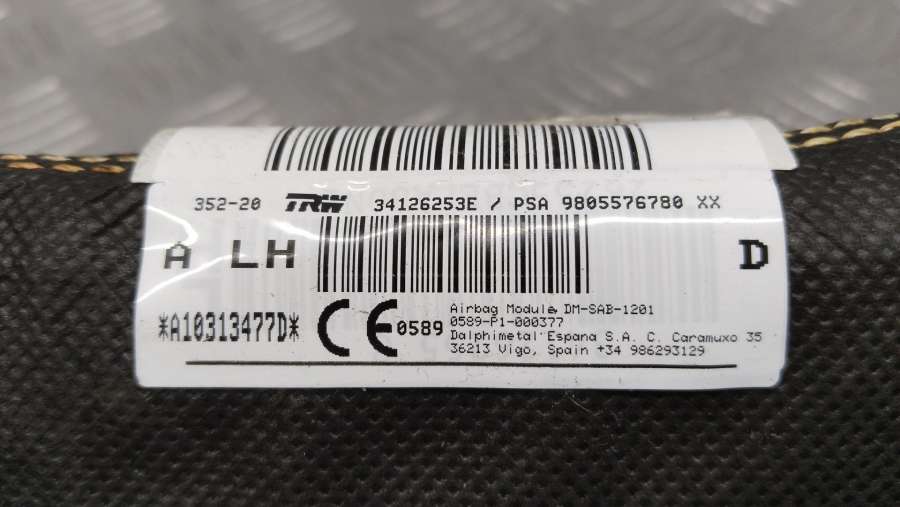 352-20 TRW 34126253E / PSA 9805576780 XX
A LH D
*A10313477D*
CE 0589
Airbag Module DM-SAB-1201
0589-P1-000377
Dalphimetal Espana S.A. C. Caramuxo 35
36213 Vigo, Spain +34 986293129